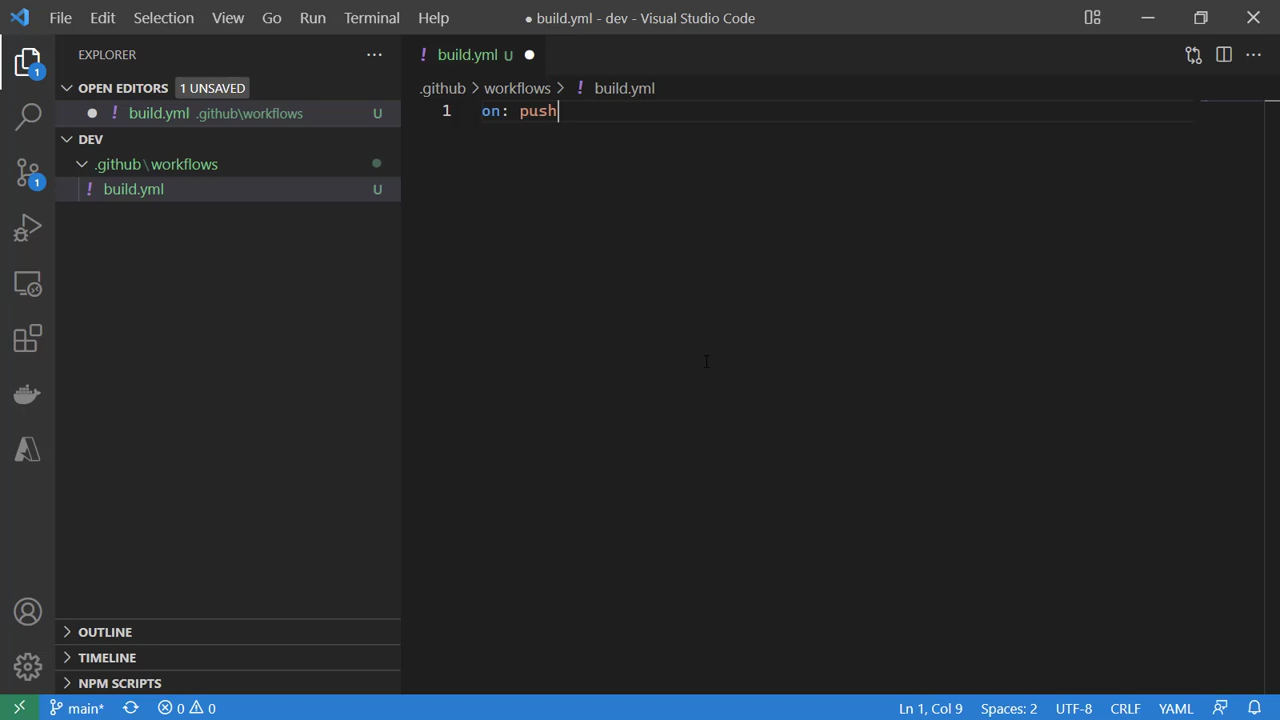 File Edit Selection View Go Run Terminal Help
● build.yml - dev - Visual Studio Code
EXPLORER
OPEN EDITORS 1 UNSAVED
! build.yml .github\workflows U
DEV
.github\workflows
! build.yml U
OUTLINE
TIMELINE
NPM SCRIPTS
1
1
! build.yml U
.github > workflows > ! build.yml
1 on: push
main* 0 0 Ln 1, Col 9 Spaces: 2 UTF-8 CRLF YAML